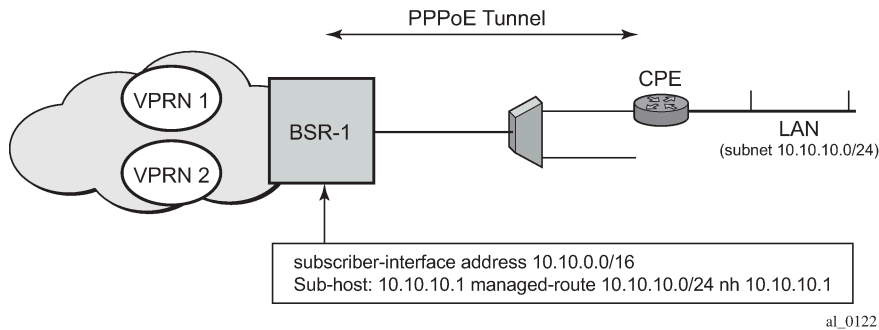 PPPoE Tunnel
CPE
VPRN 1
BSR-1
LAN
(subnet 10.10.10.0/24)
VPRN 2
subscriber-interface address 10.10.0.0/16
Sub-host: 10.10.10.1 managed-route 10.10.10.0/24 nh 10.10.10.1
al_0122